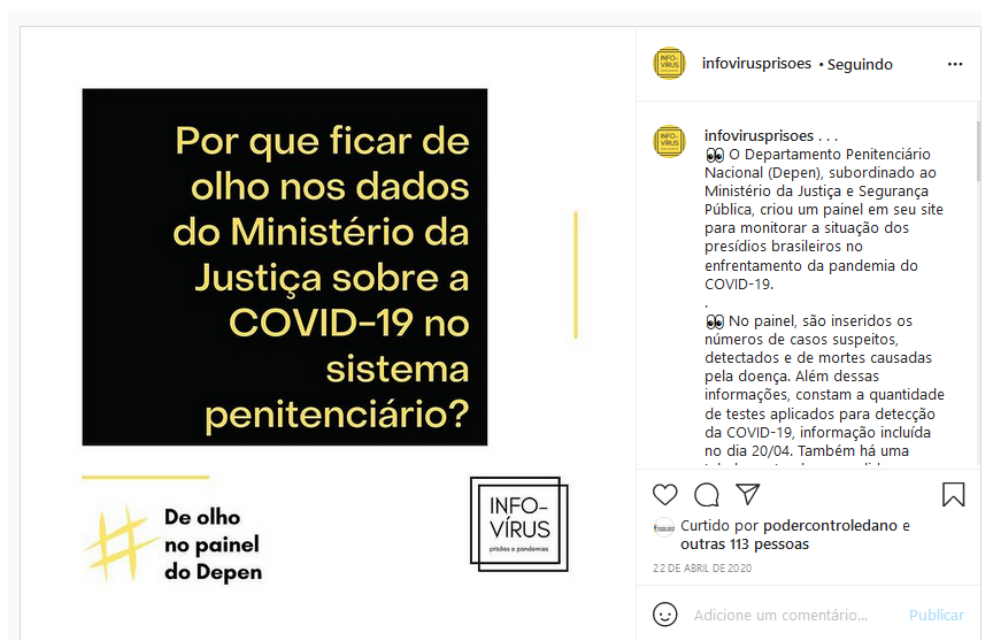 Por que ficar de
olho nos dados
do Ministério da
Justiça sobre a
COVID-19 no
sistema
penitenciário?
De olho
no painel
do Depen
INFO-
VÍRUS
prisões e pandemias
infovirusprisoes • Seguindo
infovirusprisoes . . .
👀 O Departamento Penitenciário
Nacional (Depen), subordinado ao
Ministério da Justiça e Segurança
Pública, criou um painel em seu site
para monitorar a situação dos
presídios brasileiros no
enfrentamento da pandemia do
COVID-19.
.
👀 No painel, são inseridos os
números de casos suspeitos,
detectados e de mortes causadas
pela doença. Além dessas
informações, constam a quantidade
de testes aplicados para detecção
da COVID-19, informação incluída
no dia 20/04. Também há uma
Curtido por podercontroledano e
outras 113 pessoas
22 DE ABRIL DE 2020
Adicione um comentário... Publicar